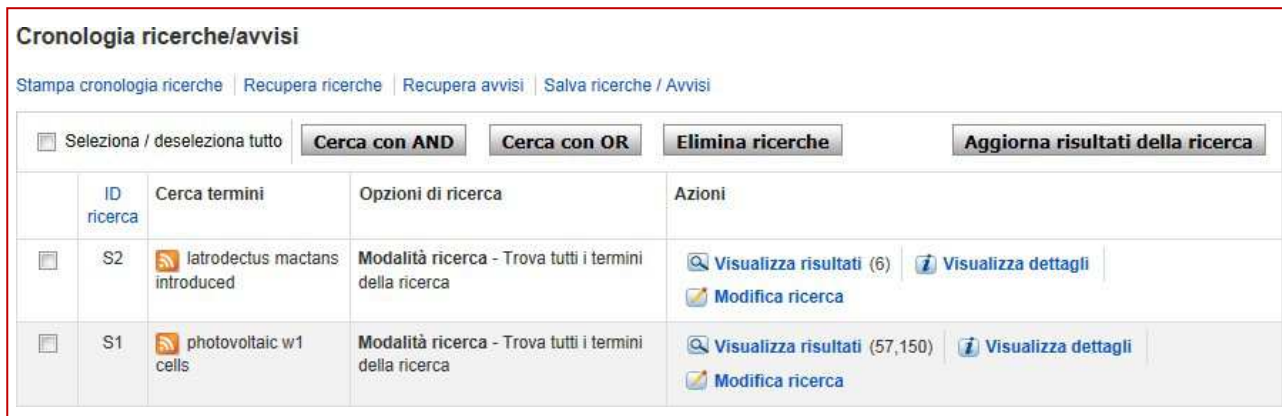 Cronologia ricerche/avvisi
Stampa cronologia ricerche Recupera ricerche Recupera avvisi Salva ricerche / Avvisi
Seleziona / deseleziona tutto Cerca con AND Cerca con OR Elimina ricerche Aggiorna risultati della ricerca
ID ricerca Cerca termini Opzioni di ricerca Azioni
S2 latrodectus mactans introduced Modalità ricerca - Trova tutti i termini della ricerca Visualizza risultati (6) Visualizza dettagli
Modifica ricerca
S1 photovoltaic w1 cells Modalità ricerca - Trova tutti i termini della ricerca Visualizza risultati (57,150) Visualizza dettagli
Modifica ricerca